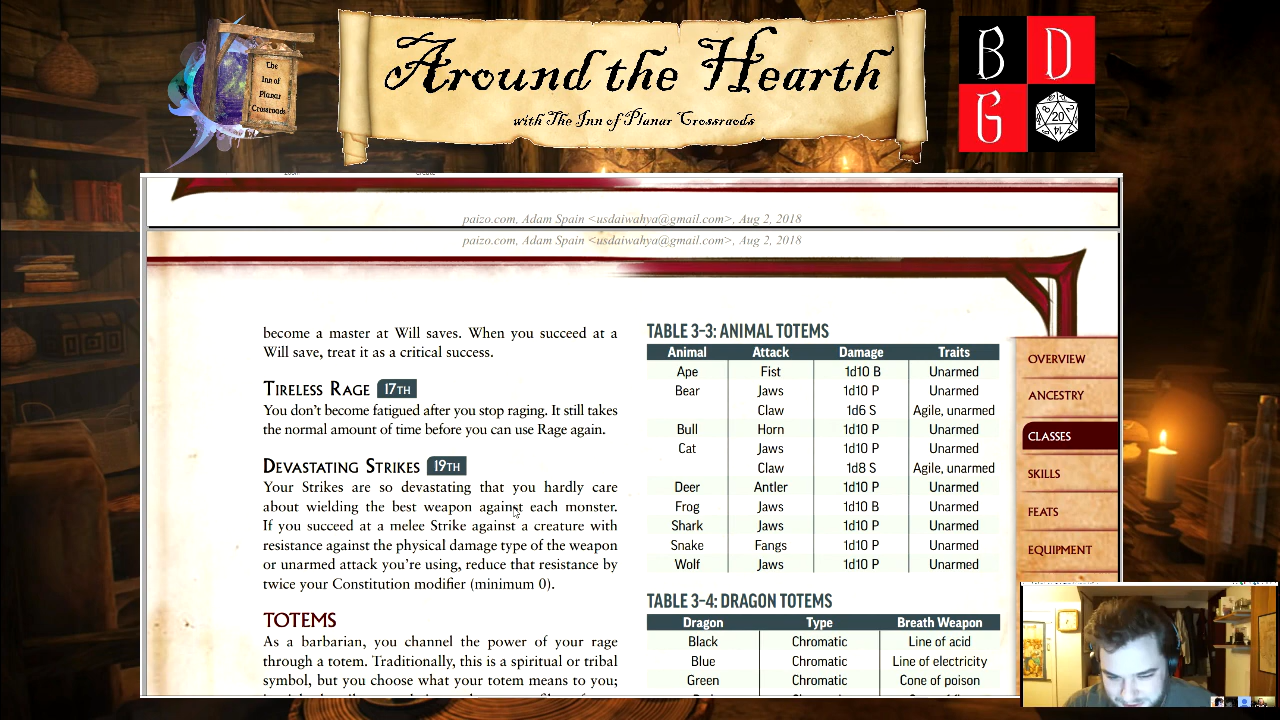 The
Inn of
Planar
Crossroads
Around the Hearth
with The Inn of Planar Crossroads
B D
G 20
paizo.com, Adam Spain <usdaiwahya@gmail.com>, Aug 2, 2018
paizo.com, Adam Spain <usdaiwahya@gmail.com>, Aug 2, 2018
become a master at Will saves. When you succeed at a
Will save, treat it as a critical success.
TIRELESS RAGE 17TH
You don't become fatigued after you stop raging. It still takes
the normal amount of time before you can use Rage again.
DEVASTATING STRIKES 19TH
Your Strikes are so devastating that you hardly care
about wielding the best weapon against each monster.
If you succeed at a melee Strike against a creature with
resistance against the physical damage type of the weapon
or unarmed attack you're using, reduce that resistance by
twice your Constitution modifier (minimum 0).
TOTEMS
As a barbarian, you channel the power of your rage
through a totem. Traditionally, this is a spiritual or tribal
symbol, but you choose what your totem means to you;
TABLE 3-3: ANIMAL TOTEMS
Animal Attack Damage Traits
Ape Fist 1d10 B Unarmed
Bear Jaws 1d10 P Unarmed
Claw 1d6 S Agile, unarmed
Bull Horn 1d10 P Unarmed
Cat Jaws 1d10 P Unarmed
Claw 1d8 S Agile, unarmed
Deer Antler 1d10 P Unarmed
Frog Jaws 1d10 B Unarmed
Shark Jaws 1d10 P Unarmed
Snake Fangs 1d10 P Unarmed
Wolf Jaws 1d10 P Unarmed
TABLE 3-4: DRAGON TOTEMS
Dragon Type Breath Weapon
Black Chromatic Line of acid
Blue Chromatic Line of electricity
Green Chromatic Cone of poison
OVERVIEW
ANCESTRY
CLASSES
SKILLS
FEATS
EQUIPMENT